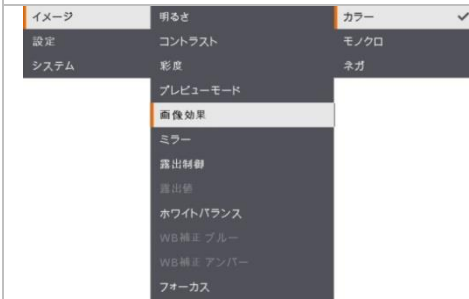 イメージ
設定
システム
明るさ
コントラスト
彩度
プレビューモード
画像効果
ミラー
露出制御
露出値
ホワイトバランス
WB補正 ブルー
WB補正 アンバー
フォーカス
カラー
モノクロ
ネガ